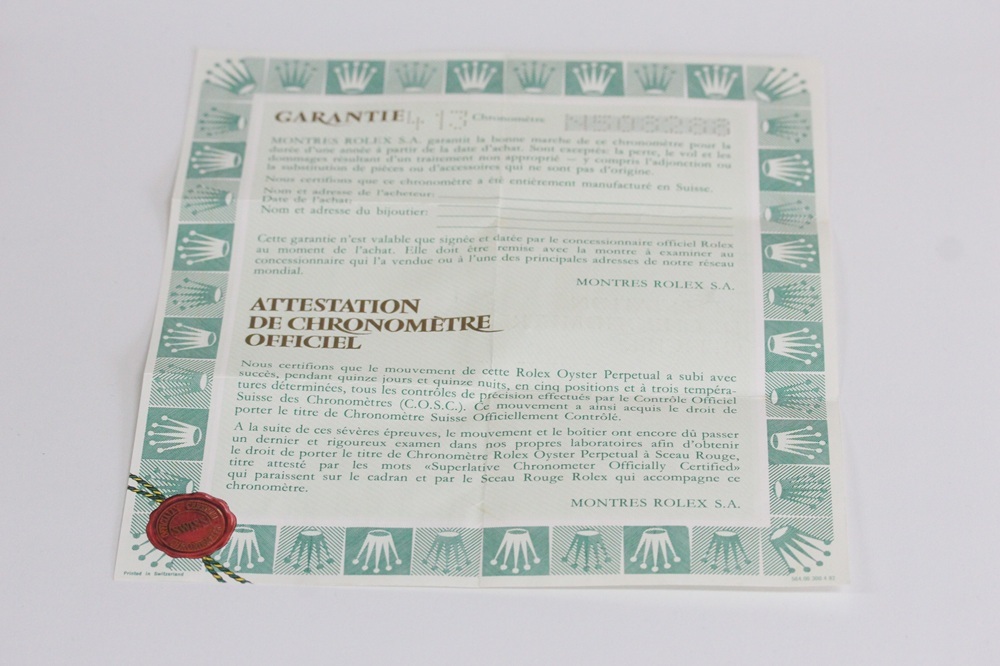 GARANTIE 413 Chronomètre
MONTRES ROLEX S.A. garantit la bonne marche de ce chronomètre pour la
durée d'une année à partir de la date d'achat. Sont exceptés: la perte, le vol et les
dommages résultant d'un traitement non approprié – y compris l'adjonction ou
la substitution de pièces ou d'accessoires qui ne sont pas d'origine.
Nous certifions que ce chronomètre a été entièrement manufacturé en Suisse.
Nom et adresse de l'acheteur:
Date de l'achat:
Nom et adresse du bijoutier:
Cette garantie n'est valable que signée et datée par le concessionnaire officiel Rolex
au moment de l'achat. Elle doit être remise avec la montre à examiner au
concessionnaire qui l'a vendue ou à l'une des principales adresses de notre réseau
mondial.
MONTRES ROLEX S.A.
ATTESTATION
DE CHRONOMÈTRE
OFFICIEL
Nous certifions que le mouvement de cette Rolex Oyster Perpetual a subi avec
succès, pendant quinze jours et quinze nuits, en cinq positions et à trois tempéra-
tures déterminées, tous les contrôles de précision effectués par le Contrôle Officiel
Suisse des Chronomètres (C.O.S.C.). Ce mouvement a ainsi acquis le droit de
porter le titre de Chronomètre Suisse Officiellement Contrôlé.
A la suite de ces sévères épreuves, le mouvement et le boîtier ont encore dû passer
un dernier et rigoureux examen dans nos propres laboratoires afin d'obtenir
le droit de porter le titre de Chronomètre Rolex Oyster Perpetual à Sceau Rouge,
titre attesté par les mots «Superlative Chronometer Officially Certified»
qui paraissent sur le cadran et par le Sceau Rouge Rolex qui accompagne ce
chronomètre.
MONTRES ROLEX S.A.
Printed in Switzerland